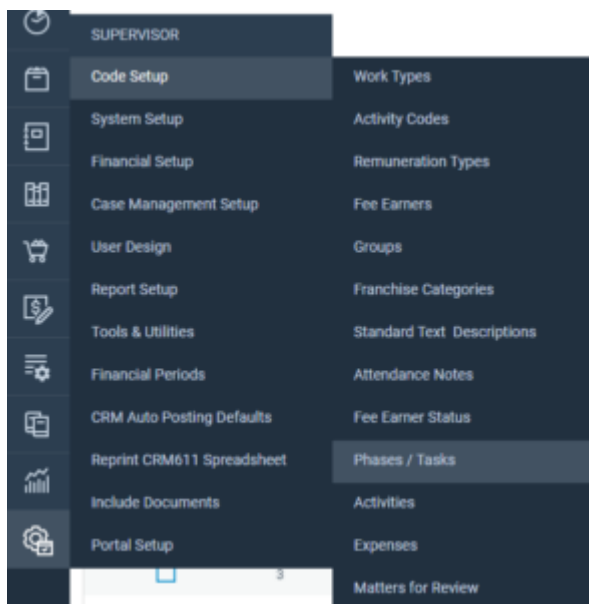 SUPERVISOR
Code Setup
System Setup
Financial Setup
Case Management Setup
User Design
Report Setup
Tools & Utilities
Financial Periods
CRM Auto Posting Defaults
Reprint CRM611 Spreadsheet
Include Documents
Portal Setup
3
Work Types
Activity Codes
Remuneration Types
Fee Earners
Groups
Franchise Categories
Standard Text Descriptions
Attendance Notes
Fee Earner Status
Phases / Tasks
Activities
Expenses
Matters for Review